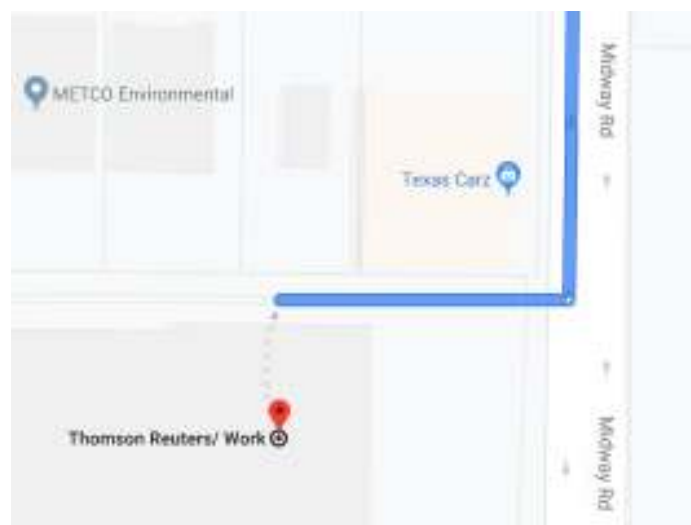 Midway Rd
METCO Environmental
Texas Carz
Thomson Reuters/ Work
Midway Rd